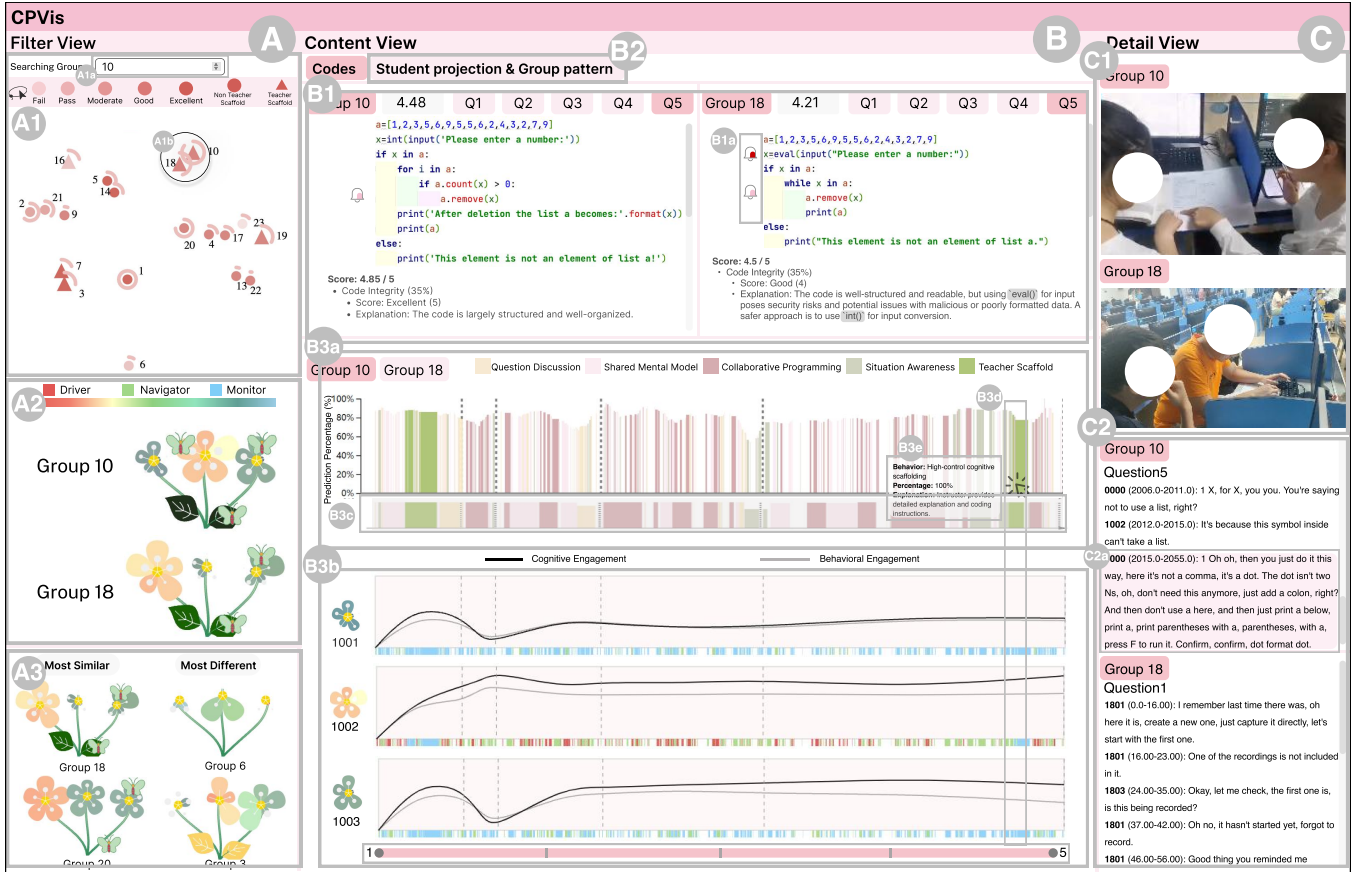 CPVis
Filter View
A
Searching Grou
10
A1a
Fail
Pass
Moderate
Good
Excellent
Non Teacher
Scaffold
Teacher
Scaffold
A1
A1b
16
18
10
5
14
21
2
9
23
20
4
17
19
7
3
1
13
22
6
A2
Driver
Navigator
Monitor
Group 10
Group 18
A3
Most Similar
Most Different
Group 18
Group 6
Group 20
Group 3
Content View
B
B2
Codes
Student projection & Group pattern
B1
up 10
4.48
Q1
Q2
Q3
Q4
Q5
a=[1,2,3,5,6,9,5,5,6,2,4,3,2,7,9]
x=int(input('Please enter a number:'))
if x in a:
for i in a:
if a.count(x) > 0:
a.remove(x)
print('After deletion the list a becomes:'.format(x))
print(a)
else:
print('This element is not an element of list a!')
Score: 4.85 / 5
• Code Integrity (35%)
• Score: Excellent (5)
• Explanation: The code is largely structured and well-organized.
Group 18
4.21
Q1
Q2
Q3
Q4
Q5
B1a
a=[1,2,3,5,6,9,5,5,6,2,4,3,2,7,9]
x=eval(input("Please enter a number:"))
if x in a:
while x in a:
a.remove(x)
print(a)
else:
print("This element is not an element of list a.")
Score: 4.5 / 5
• Code Integrity (35%)
• Score: Good (4)
• Explanation: The code is well-structured and readable, but using `eval()` for input
poses security risks and potential issues with malicious or poorly formatted data. A
safer approach is to use `int()` for input conversion.
B3a
Group 10
Group 18
Question Discussion
Shared Mental Model
Collaborative Programming
Situation Awareness
Teacher Scaffold
Prediction Percentage (%)
100%
80%
60%
40%
20%
0%
B3d
B3e
Behavior: High-control cognitive
scaffolding
Percentage: 100%
Explanation: Instructor provides
detailed explanation and coding
instructions.
B3c
B3b
Cognitive Engagement
Behavioral Engagement
1001
1002
1003
1
5
Detail View
C
C1
Group 10
Group 18
C2
Group 10
Question5
0000 (2006.0-2011.0): 1 X, for X, you you. You're saying
not to use a list, right?
1002 (2012.0-2015.0): It's because this symbol inside
can't take a list.
C2a
000 (2015.0-2055.0): 1 Oh oh, then you just do it this
way, here it's not a comma, it's a dot. The dot isn't two
Ns, oh, don't need this anymore, just add a colon, right?
And then don't use a here, and then just print a below,
print a, print parentheses with a, parentheses, with a,
press F to run it. Confirm, confirm, dot format dot.
Group 18
Question1
1801 (0.0-16.00): I remember last time there was, oh
here it is, create a new one, just capture it directly, let's
start with the first one.
1801 (16.00-23.00): One of the recordings is not included
in it.
1803 (24.00-35.00): Okay, let me check, the first one is,
is this being recorded?
1801 (37.00-42.00): Oh no, it hasn't started yet, forgot to
record.
1801 (46.00-56.00): Good thing you reminded me